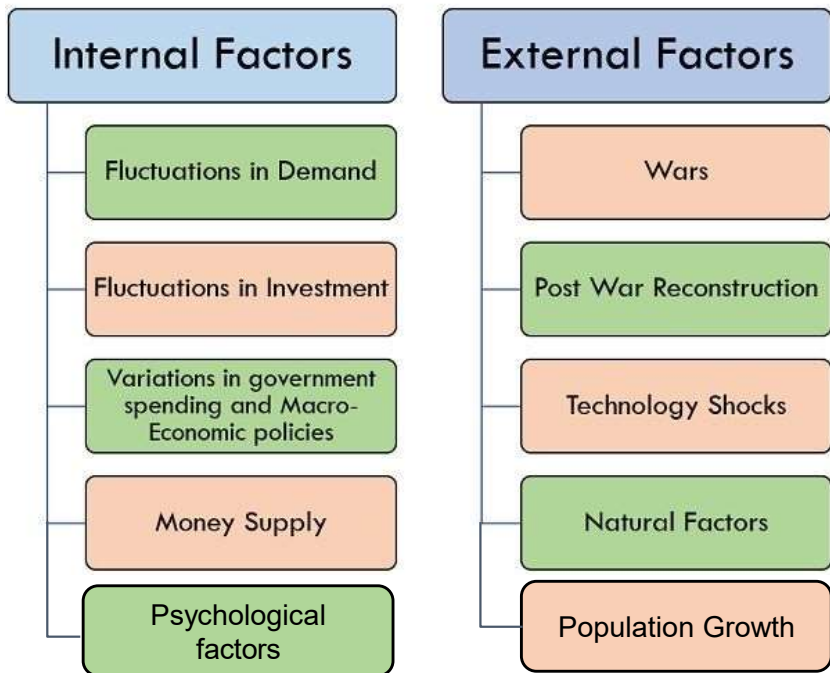 Internal Factors
Fluctuations in Demand
Fluctuations in Investment
Variations in government
spending and Macro-
Economic policies
Money Supply
Psychological
factors
External Factors
Wars
Post War Reconstruction
Technology Shocks
Natural Factors
Population Growth